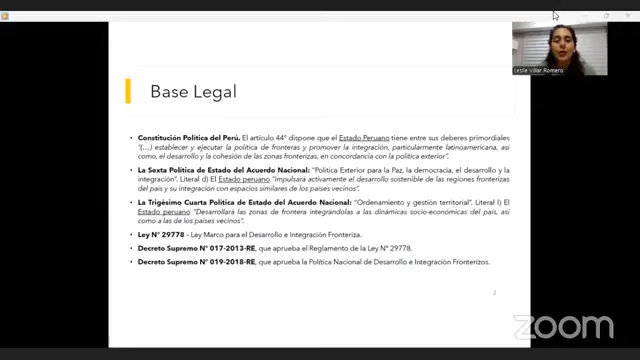 Leslie Villar Romero
Base Legal
• Constitución Política del Perú. El artículo 44° dispone que el Estado Peruano tiene entre sus deberes primordiales
"(…) establecer y ejecutar la política de fronteras y promover la integración, particularmente latinoamericana, así
como, el desarrollo y la cohesión de las zonas fronterizas, en concordancia con la política exterior".
• La Sexta Política de Estado del Acuerdo Nacional: "Política Exterior para la Paz, la democracia, el desarrollo y la
integración". Literal d) El Estado peruano "impulsará activamente el desarrollo sostenible de las regiones fronterizas
del país y su integración con espacios similares de los países vecinos".
• La Trigésimo Cuarta Política de Estado del Acuerdo Nacional: "Ordenamiento y gestión territorial". Literal l) El
Estado peruano "Desarrollará las zonas de frontera integrándolas a las dinámicas socio-económicas del país, así
como a las de los países vecinos".
• Ley N° 29778 – Ley Marco para el Desarrollo e Integración Fronteriza.
• Decreto Supremo N° 017-2013-RE, que aprueba el Reglamento de la Ley N° 29778.
• Decreto Supremo N° 019-2018-RE, que aprueba la Política Nacional de Desarrollo e Integración Fronterizos.
2
zoom